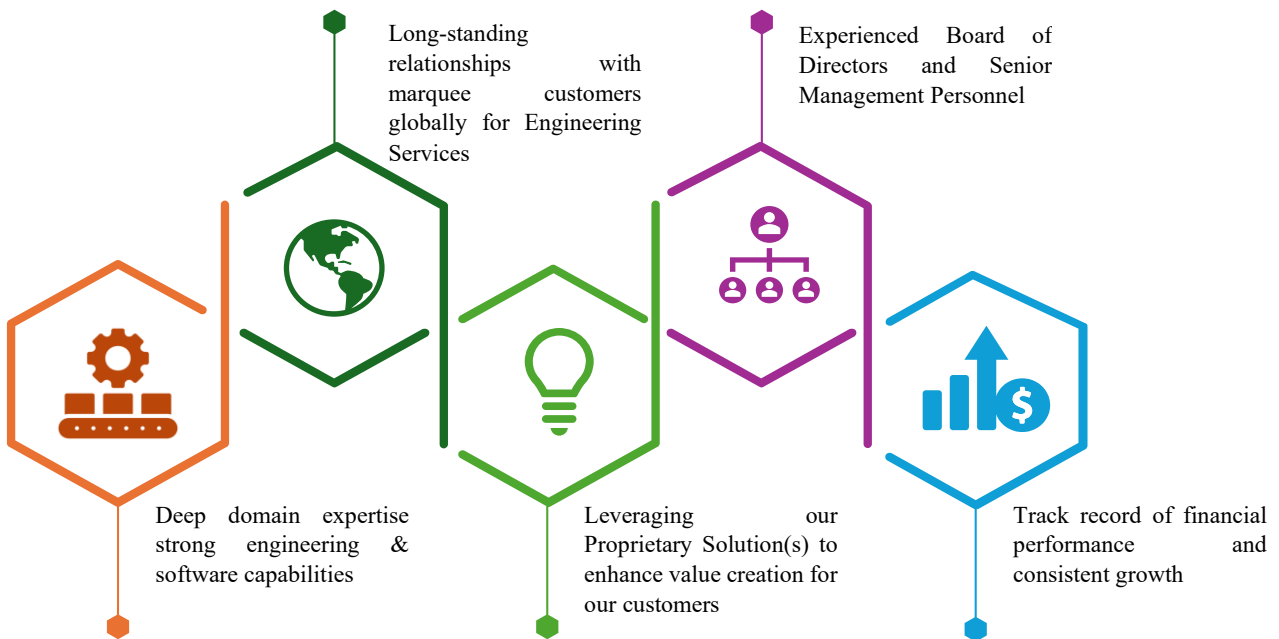 Long-standing
relationships with
marquee customers
globally for Engineering
Services
Experienced Board of
Directors and Senior
Management Personnel
$
Deep domain expertise
strong engineering &
software capabilities
Leveraging our
Proprietary Solution(s) to
enhance value creation for
our customers
Track record of financial
performance and
consistent growth